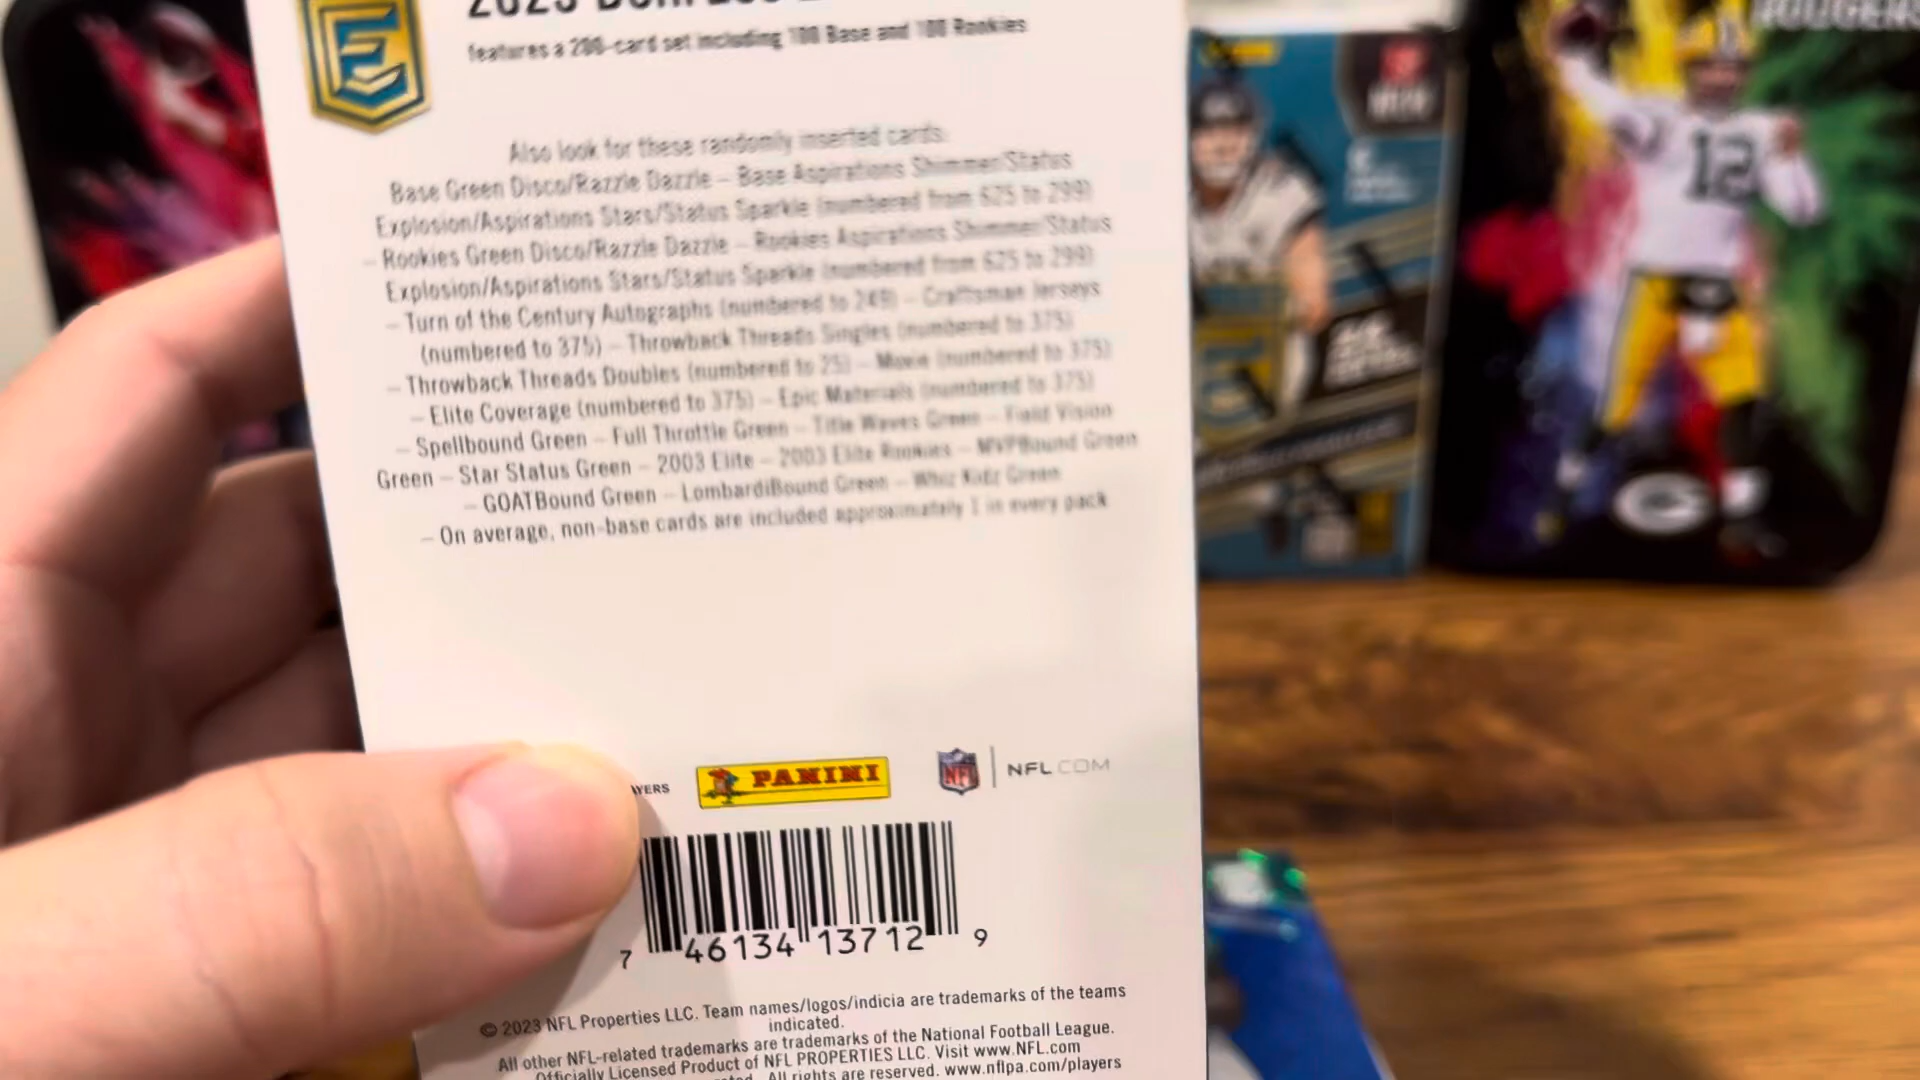 2023
features a 200-card set including 100 Base and 100 Rookies
Also look for these randomly inserted cards:
Base Green Disco/Razzle Dazzle – Base Aspirations Shimmer/Status
Explosion/Aspirations Stars/Status Sparkle (numbered from 625 to 299)
– Rookies Green Disco/Razzle Dazzle – Rookies Aspirations Shimmer/Status
Explosion/Aspirations Stars/Status Sparkle (numbered from 625 to 299)
– Turn of the Century Autographs (numbered to 249) – Craftsman Jerseys
(numbered to 375) – Throwback Threads Singles (numbered to 375)
– Throwback Threads Doubles (numbered to 25) – Moxie (numbered to 375)
– Elite Coverage (numbered to 375) – Epic Materials (numbered to 375)
– Spellbound Green – Full Throttle Green – Title Waves Green – Field Vision
Green – Star Status Green – 2003 Elite – 2003 Elite Rookies – MVPBound Green
– GOATBound Green – LombardiBound Green – Whiz Kidz Green
– On average, non-base cards are included approximately 1 in every pack
YERS
PANINI
NFL
NFL.COM
7 46134 13712 9
© 2023 NFL Properties LLC. Team names/logos/indicia are trademarks of the teams
indicated.
All other NFL-related trademarks are trademarks of the National Football League.
Officially Licensed Product of NFL PROPERTIES LLC. Visit www.NFL.com
All rights are reserved. www.nflpa.com/players
12
G